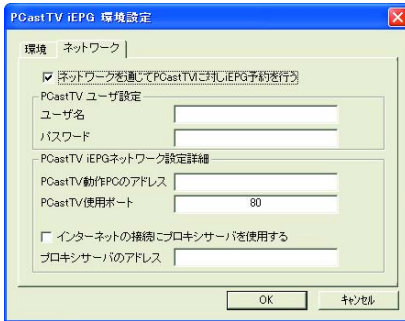 PCastTV iEPG 環境設定
環境 ネットワーク
ネットワークを通じてPCastTVに対しiEPG予約を行う
PCastTV ユーザ設定
ユーザ名
パスワード
PCastTV iEPGネットワーク設定詳細
PCastTV動作PCのアドレス
PCastTV使用ポート 80
インターネットの接続にプロキシサーバを使用する
プロキシサーバのアドレス
OK キャンセル